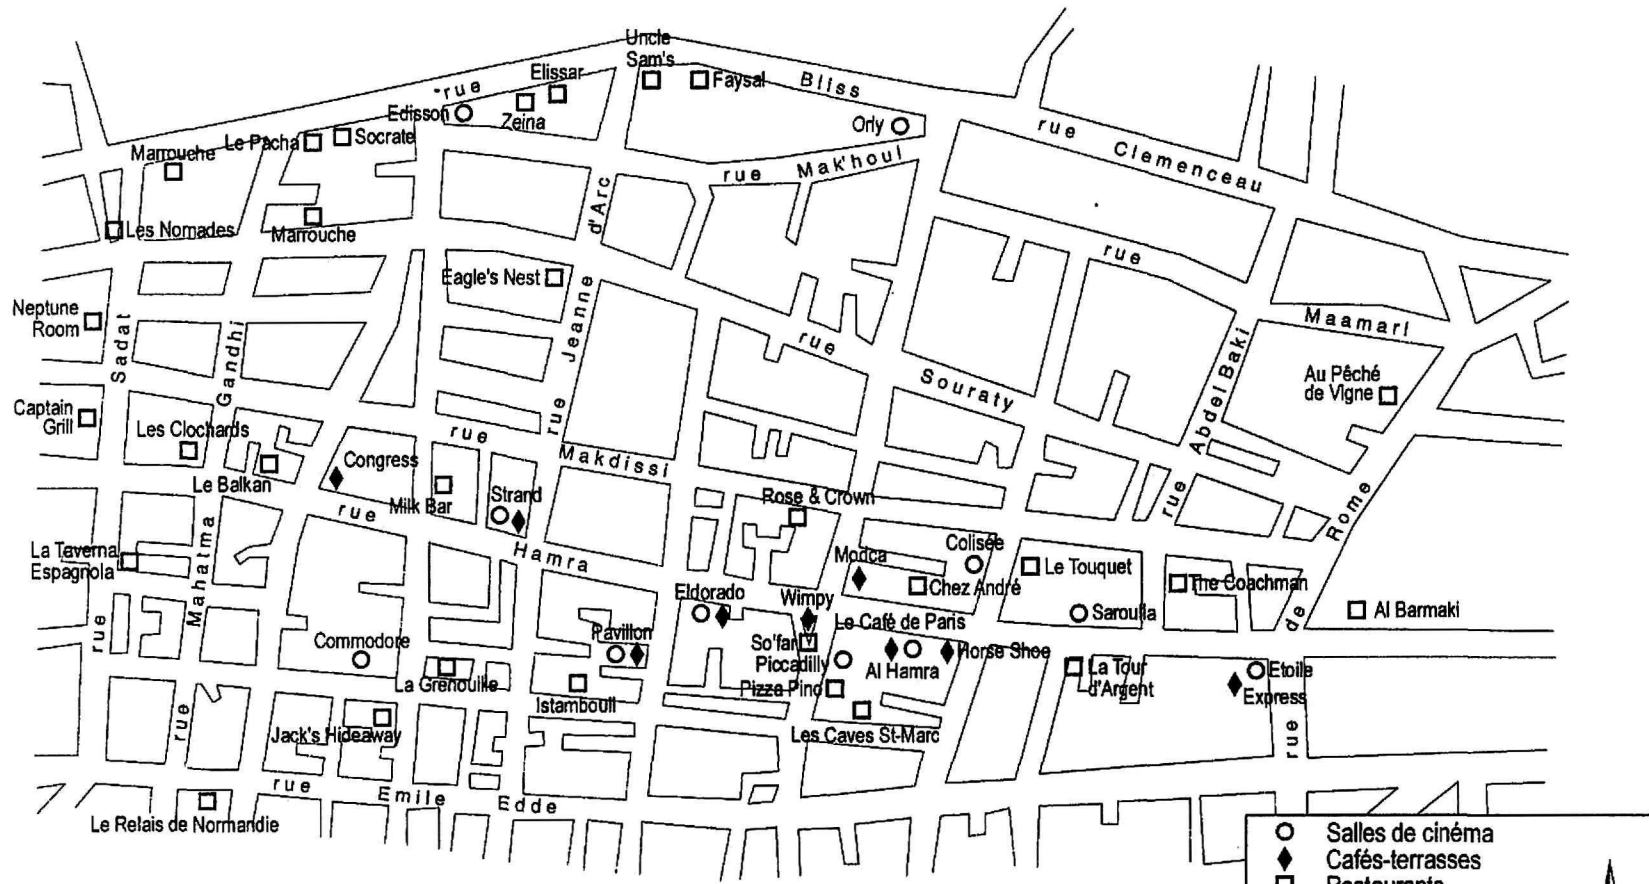 Uncle
Sam's
Faysal
rue
Bliss
Elissar
Zeina
Edisson
Orly
Le Pacha
Socrate
Marrouche
rue Mak'houl
rue Clemenceau
Les Nomades
Marrouche
rue Jeanne d'Arc
Eagle's Nest
rue Maamari
Neptune
Room
rue Sadat
rue Mahatma Gandhi
rue Souraty
rue Abdel Baki
Au Pêché
de Vigne
Captain
Grill
Les Clochards
Le Balkan
Congress
rue Makdissi
Milk Bar
Strand
rue Hamra
Rose & Crown
rue de Rome
La Taverna
Espagnola
Modca
Colisée
Chez André
Le Touquet
The Coachman
Saroulla
Al Barmaki
Eldorado
Wimpy
Le Café de Paris
Commodore
Pavillon
So'far
Piccadilly
Al Hamra
Horse Shoe
La Grenouille
Istambouli
Pizza Pino
Les Caves St-Marc
La Tour
d'Argent
Etoile
Express
Jack's Hideaway
rue Emile Edde
Le Relais de Normandie
Salles de cinéma
Cafés-terrasses
Restaurants